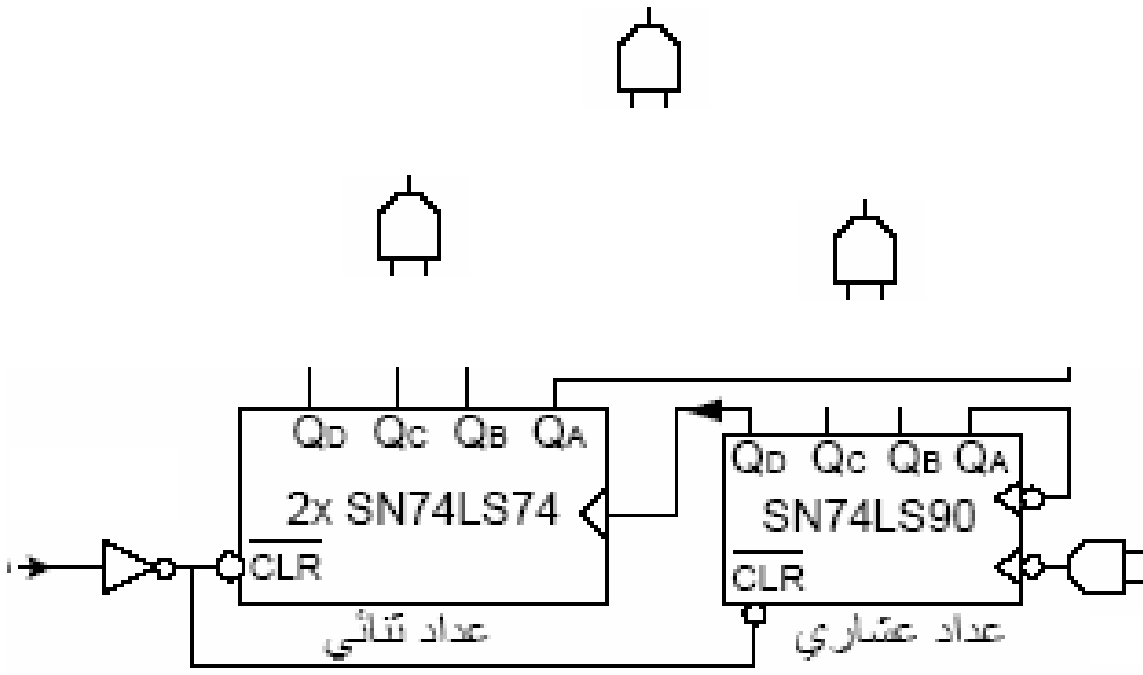 QD QC QB QA
QD QC QB QA
2x SN74LS74
SN74LS90
CLR
CLR
عداد ثنائي
عداد عشاري